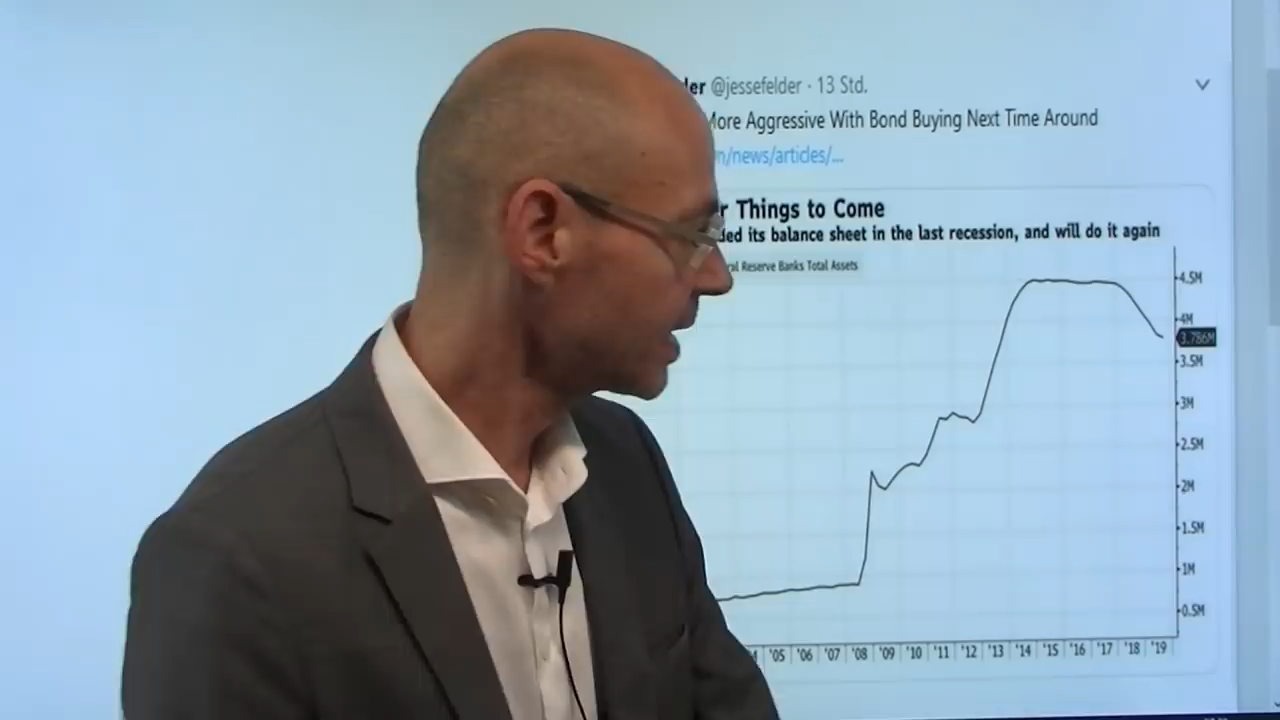 ler @jessefelder · 13 Std.
More Aggressive With Bond Buying Next Time Around
n/news/articles/...
r Things to Come
ded its balance sheet in the last recession, and will do it again
ral Reserve Banks Total Assets
4.5M
4M
3.786M
3.5M
3M
2.5M
2M
1.5M
1M
0.5M
'05 '06 '07 '08 '09 '10 '11 '12 '13 '14 '15 '16 '17 '18 '19